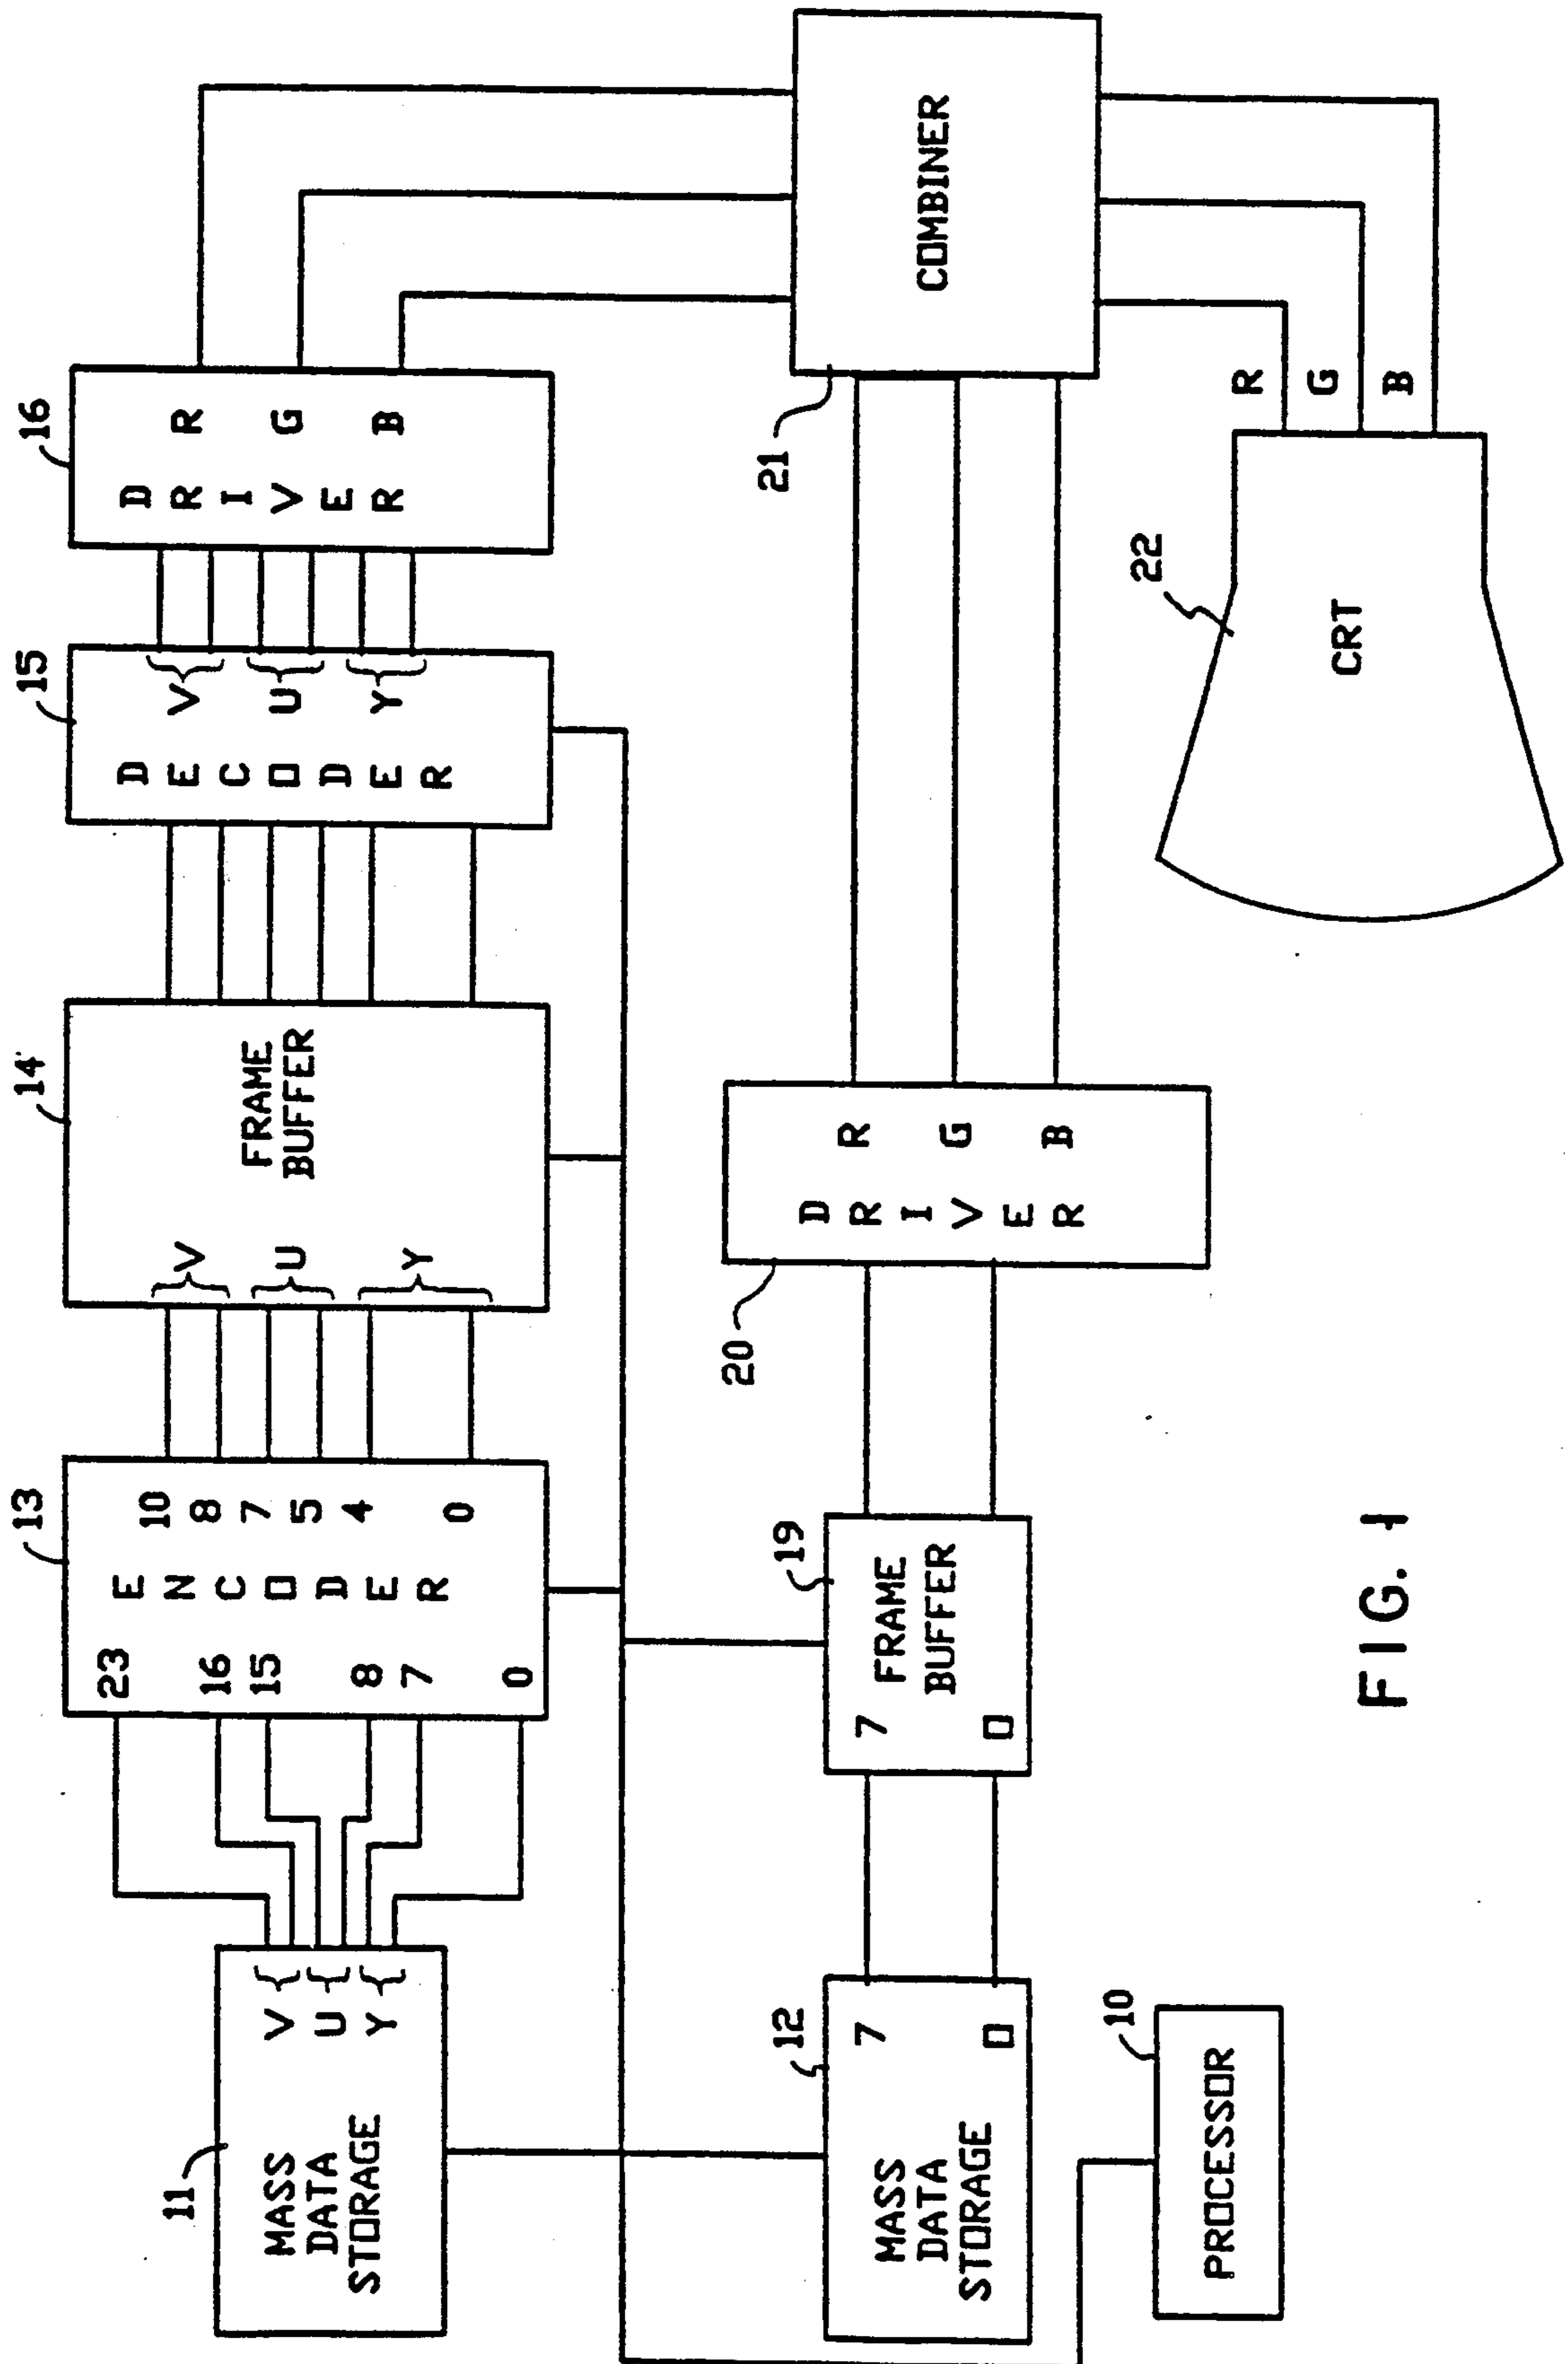 11
MASS
DATA
STORAGE
V
U
Y
13
ENCODER
23
16
15
8
7
0
10
8
7
5
4
0
14
V
U
Y
FRAME
BUFFER
15
DECODER
V
U
Y
16
DRIVER
R
G
B
12
MASS
DATA
STORAGE
7
0
19
7
0
FRAME
BUFFER
20
DRIVER
R
G
B
21
COMBINER
10
PROCESSOR
22
CRT
R
G
B
FIG. 1